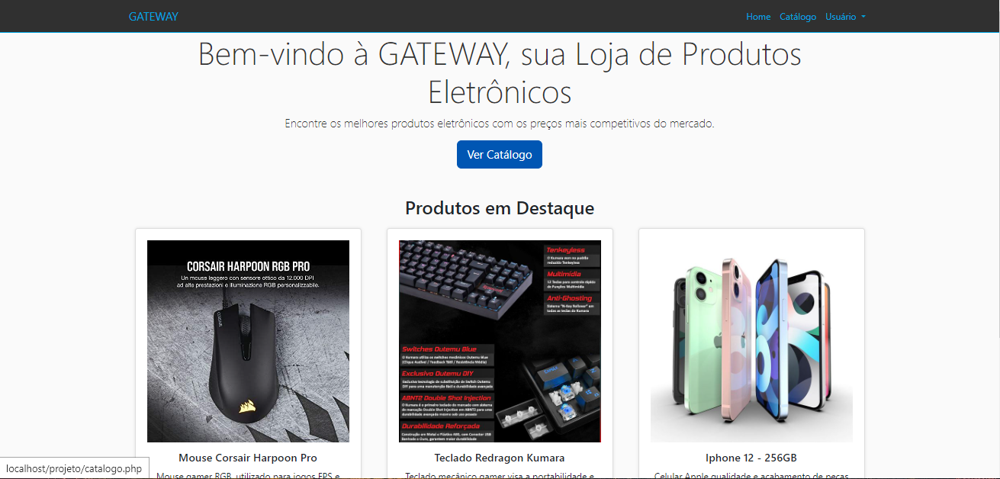 GATEWAY
Home Catálogo Usuário
Bem-vindo à GATEWAY, sua Loja de Produtos
Eletrônicos
Encontre os melhores produtos eletrônicos com os preços mais competitivos do mercado.
Ver Catálogo
Produtos em Destaque
CORSAIR HARPOON RGB PRO
Un mouse leggero con sensore ottico da 12.000 DPI
ad alte prestazioni e illuminazione RGB personalizzabile.
CORSAIR
Tenkeyless
O Kumara vem no padrão
reduzido Tenkeyless
Multimídia
12 Teclas para controle rápido
de Funções Multimídia
Anti-Ghosting
Sistema "N-Key Rollover" em
todas as teclas do Kumara
Switches Outemu Blue
O Kumara utiliza os switches mecânicos Outemu Blue
(Clique Audível / Feedback Tátil / Resistência Média)
Exclusivo Outemu DIY
Exclusiva tecnologia de substituição de Switch Outemu
DIY para uma manutenção fácil e durabilidade avançada
ABNT2 Double Shot Injection
O Kumara é o primeiro teclado do mercado com sistema
de marcação Double Shot Injection em ABNT2 para uma
durabilidade avançada mesmo sob uso pesado
Durabilidade Reforçada
Construção em Metal e Plástico ABS, com Conector USB
Banhado a Ouro, garantem maior durabilidade
Mouse Corsair Harpoon Pro
Teclado Redragon Kumara
Iphone 12 - 256GB
Mouse gamer RGB, utilizado para jogos FPS e
Teclado mecânico gamer visa a portabilidade e
Celular Apple qualidade e acabamento de peças
localhost/projeto/catalogo.php